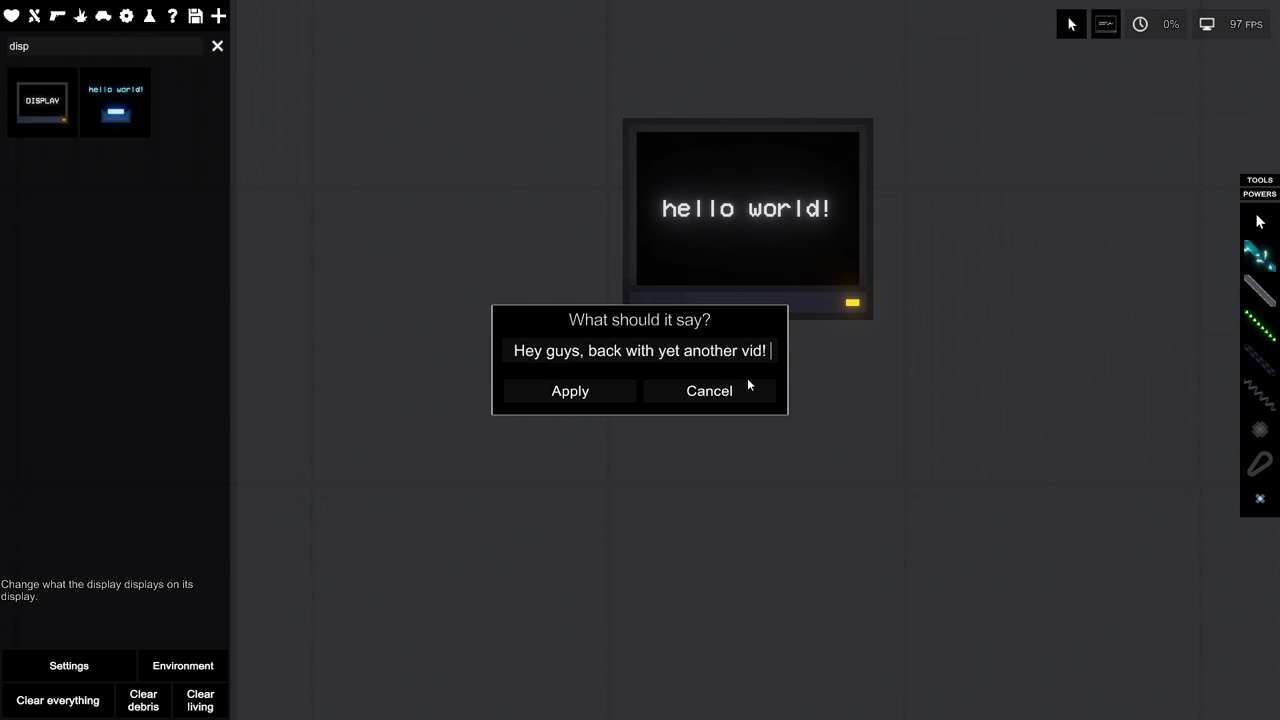 disp
0%
97 FPS
DISPLAY
hello world!
hello world!
TOOLS
POWERS
What should it say?
Hey guys, back with yet another vid!
Apply
Cancel
Change what the display displays on its
display.
Settings
Environment
Clear everything
Clear
debris
Clear
living